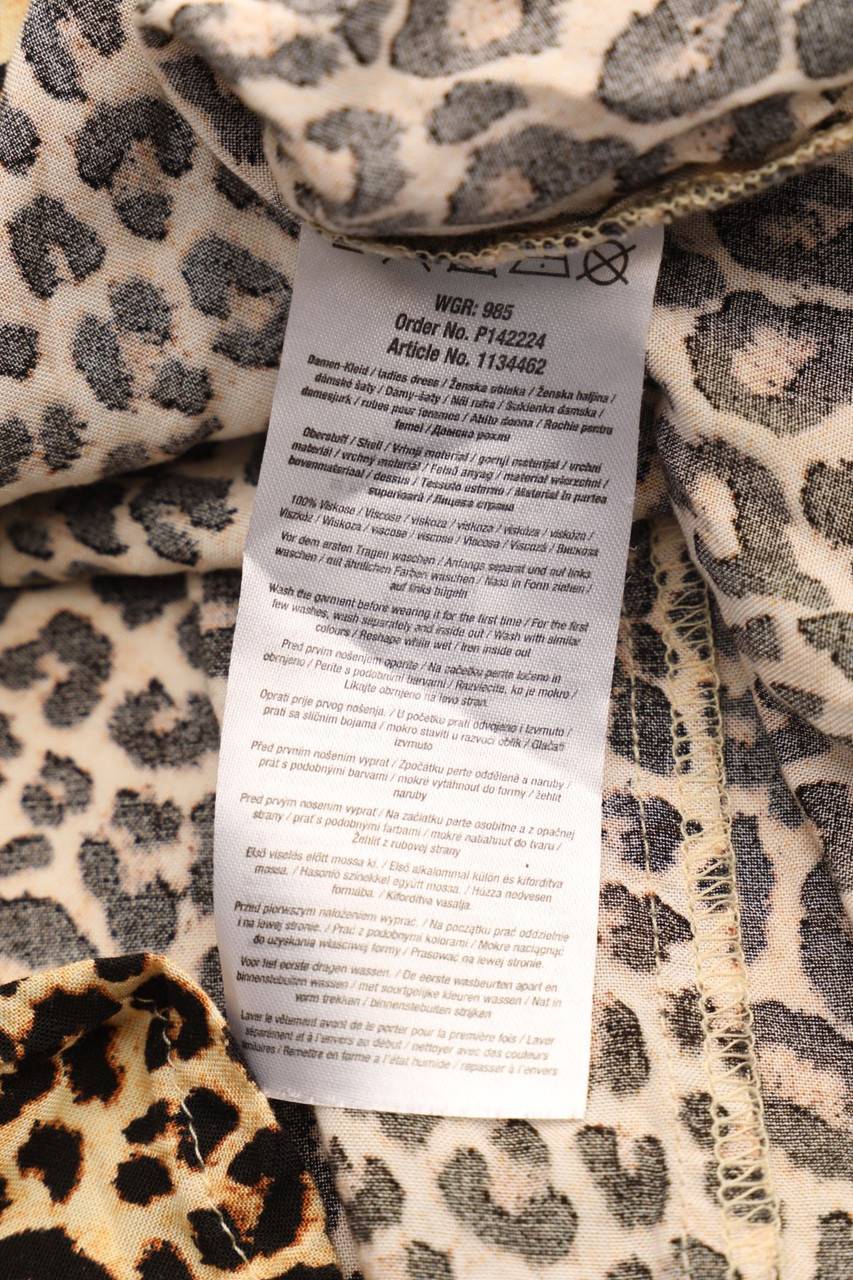 WGR: 985
Order No. P142224
Article No. 1134462
Damen-Kleid / ladies dress / Ženska obleka / Ženska haljina /
dámské šaty / Dámy-šaty / Női ruha / Sukienka damska /
damesjurk / robes pour femmes / Abito donna / Rochie pentru
femei / Дамско рокли
Oberstoff / Shell / Vrhnji material / gornji materijal / vrchní
materiál / vrchný materiál / Felső anyag / material wierzchni /
bovenmateriaal / dessus / Tessuto esterno / Material în partea
superioară / Лицева страна
100% Viskose / Viscose / viskoza / viskoza / viskóza / viskóza /
Viszkóz / Wiskoza / viscose / viscose / Viscosa / Viscoză / Вискоза
Vor dem ersten Tragen waschen / Anfangs separat und auf links
waschen / mit ähnlichen Farben waschen / Nass in Form ziehen /
auf links bügeln
Wash the garment before wearing it for the first time / For the first
few washes, wash separately and inside out / Wash with similar
colours / Reshape while wet / Iron inside out
Pred prvim nošenjem operite / Na začetku perite ločeno in
obrnjeno / Perite s podobnimi barvami / Razvlecite, ko je mokro /
Likajte obrnjeno na levo stran.
Oprati prije prvog nošenja. / U početku prati odvojeno i izvrnuto /
prati sa sličnim bojama / mokro staviti u razvući oblik / Glačati
izvrnuto
Před prvním nošením vyprat / Zpočátku perte odděleně a naruby /
prát s podobnými barvami / mokré vytáhnout do formy / žehlit
naruby
Pred prvým nosením vyprať / Na začiatku perte osobitne a z opačnej
strany / prať s podobnými farbami / mokré natiahnuť do tvaru /
Žehliť z rubovej strany
Első viselés előtt mossa ki. / Első alkalommal külön és kifordítva
mossa. / Hasonló színekkel együtt mossa. / Húzza nedvesen
formába. / Kifordítva vasalja.
Przed pierwszym nałożeniem wyprać. / Na początku prać oddzielnie
i na lewej stronie. / Prać z podobnymi kolorami / Mokre naciągnąć
do uzyskania właściwej formy / Prasować na lewej stronie.
Voor het eerste dragen wassen. / De eerste wasbeurten apart en
binnenstebuiten wassen / met soortgelijke kleuren wassen / Nat in
vorm trekken / binnenstebuiten strijken
Laver le vêtement avant de le porter pour la première fois / Laver
séparément et à l'envers au début / nettoyer avec des couleurs
similaires / Remettre en forme à l'état humide / repasser à l'envers